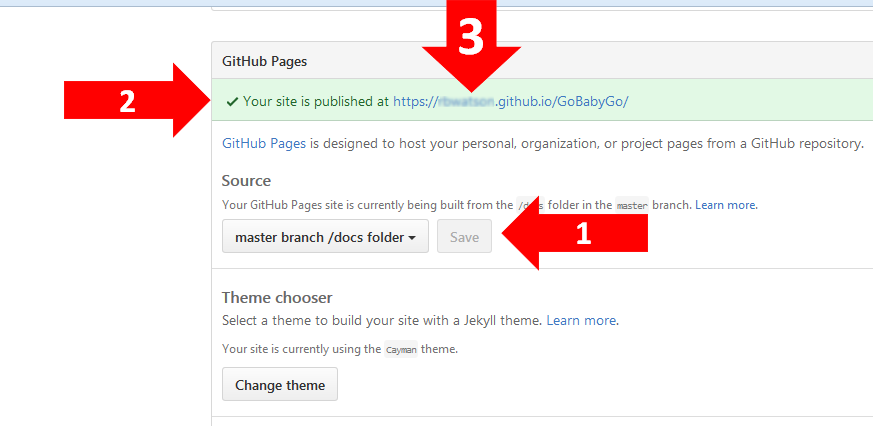 3
GitHub Pages
2
Your site is published at https:// .github.io/GoBabyGo/
GitHub Pages is designed to host your personal, organization, or project pages from a GitHub repository.
Source
Your GitHub Pages site is currently being built from the /docs folder in the master branch. Learn more.
master branch /docs folder
Save
1
Theme chooser
Select a theme to build your site with a Jekyll theme. Learn more.
Your site is currently using the Cayman theme.
Change theme